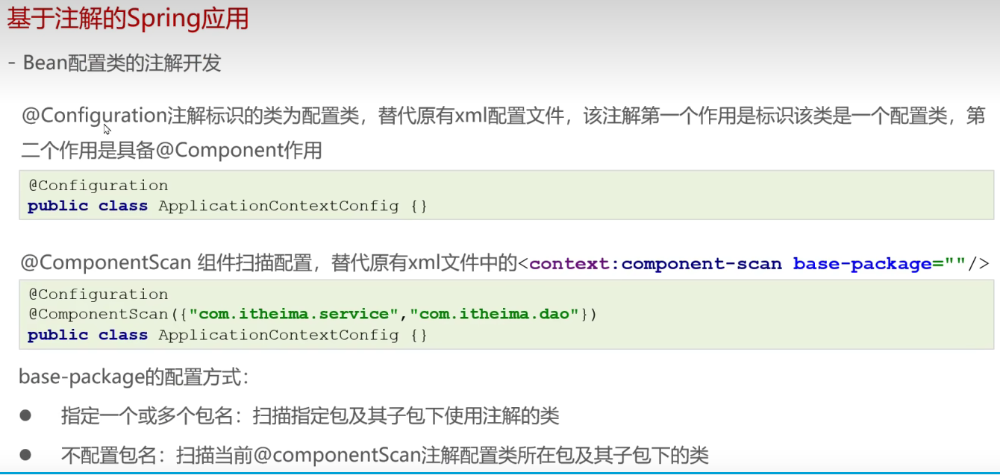 基于注解的Spring应用
- Bean配置类的注解开发
@Configuration注解标识的类为配置类，替代原有xml配置文件，该注解第一个作用是标识该类是一个配置类，第
二个作用是具备@Component作用
@Configuration
public class ApplicationContextConfig {}
@ComponentScan 组件扫描配置，替代原有xml文件中的<context:component-scan base-package=""/>
@Configuration
@ComponentScan({"com.itheima.service","com.itheima.dao"})
public class ApplicationContextConfig {}
base-package的配置方式：
● 指定一个或多个包名：扫描指定包及其子包下使用注解的类
● 不配置包名：扫描当前@componentScan注解配置类所在包及其子包下的类